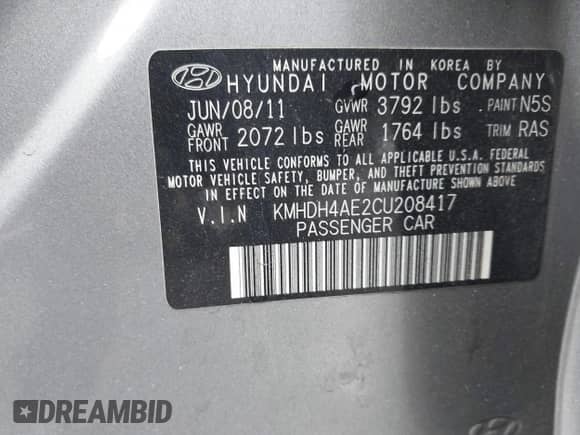 MANUFACTURED IN KOREA BY
HYUNDAI MOTOR COMPANY
JUN/08/11 GVWR 3792 lbs PAINT N5S
GAWR FRONT 2072 lbs GAWR REAR 1764 lbs TRIM RAS
THIS VEHICLE CONFORMS TO ALL APPLICABLE U.S.A. FEDERAL
MOTOR VEHICLE SAFETY, BUMPER, AND THEFT PREVENTION STANDARDS
IN EFFECT ON THE DATE OF MANUFACTURE SHOWN ABOVE
V.I.N KMHDH4AE2CU208417
PASSENGER CAR
DREAMBID